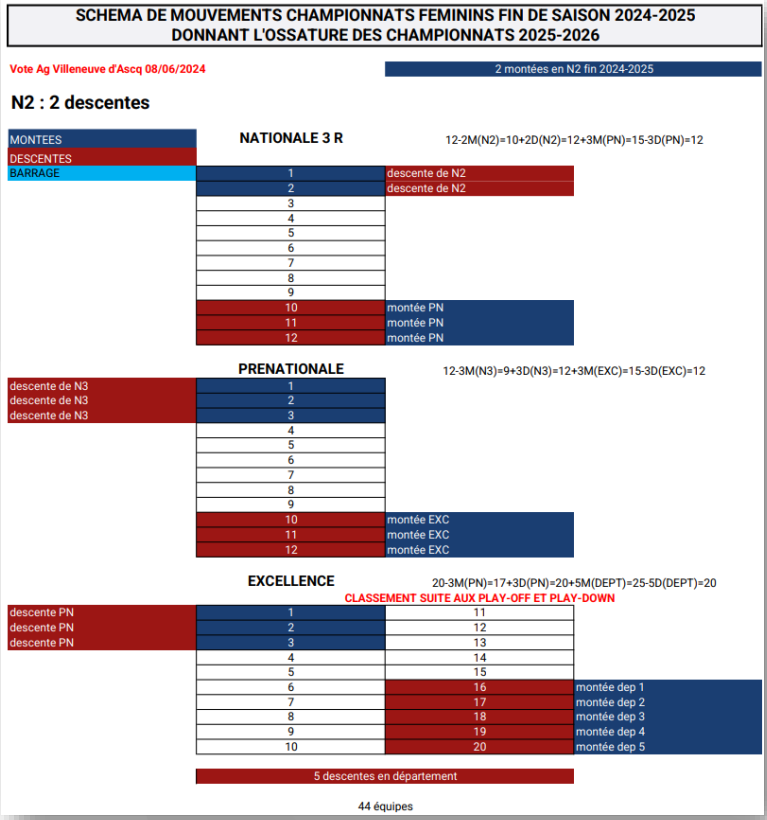 SCHEMA DE MOUVEMENTS CHAMPIONNATS FEMININS FIN DE SAISON 2024-2025
DONNANT L'OSSATURE DES CHAMPIONNATS 2025-2026
Vote Ag Villeneuve d'Ascq 08/06/2024
2 montées en N2 fin 2024-2025
N2 : 2 descentes
MONTEES
NATIONALE 3 R
12-2M(N2)=10+2D(N2)=12+3M(PN)=15-3D(PN)=12
DESCENTES
BARRAGE 1 descente de N2
2 descente de N2
3
4
5
6
7
8
9
10 montée PN
11 montée PN
12 montée PN
PRENATIONALE
12-3M(N3)=9+3D(N3)=12+3M(EXC)=15-3D(EXC)=12
descente de N3 1
descente de N3 2
descente de N3 3
4
5
6
7
8
9
10 montée EXC
11 montée EXC
12 montée EXC
EXCELLENCE
20-3M(PN)=17+3D(PN)=20+5M(DEPT)=25-5D(DEPT)=20
CLASSEMENT SUITE AUX PLAY-OFF ET PLAY-DOWN
descente PN 1 11
descente PN 2 12
descente PN 3 13
4 14
5 15
6 16 montée dep 1
7 17 montée dep 2
8 18 montée dep 3
9 19 montée dep 4
10 20 montée dep 5
5 descentes en département
44 équipes